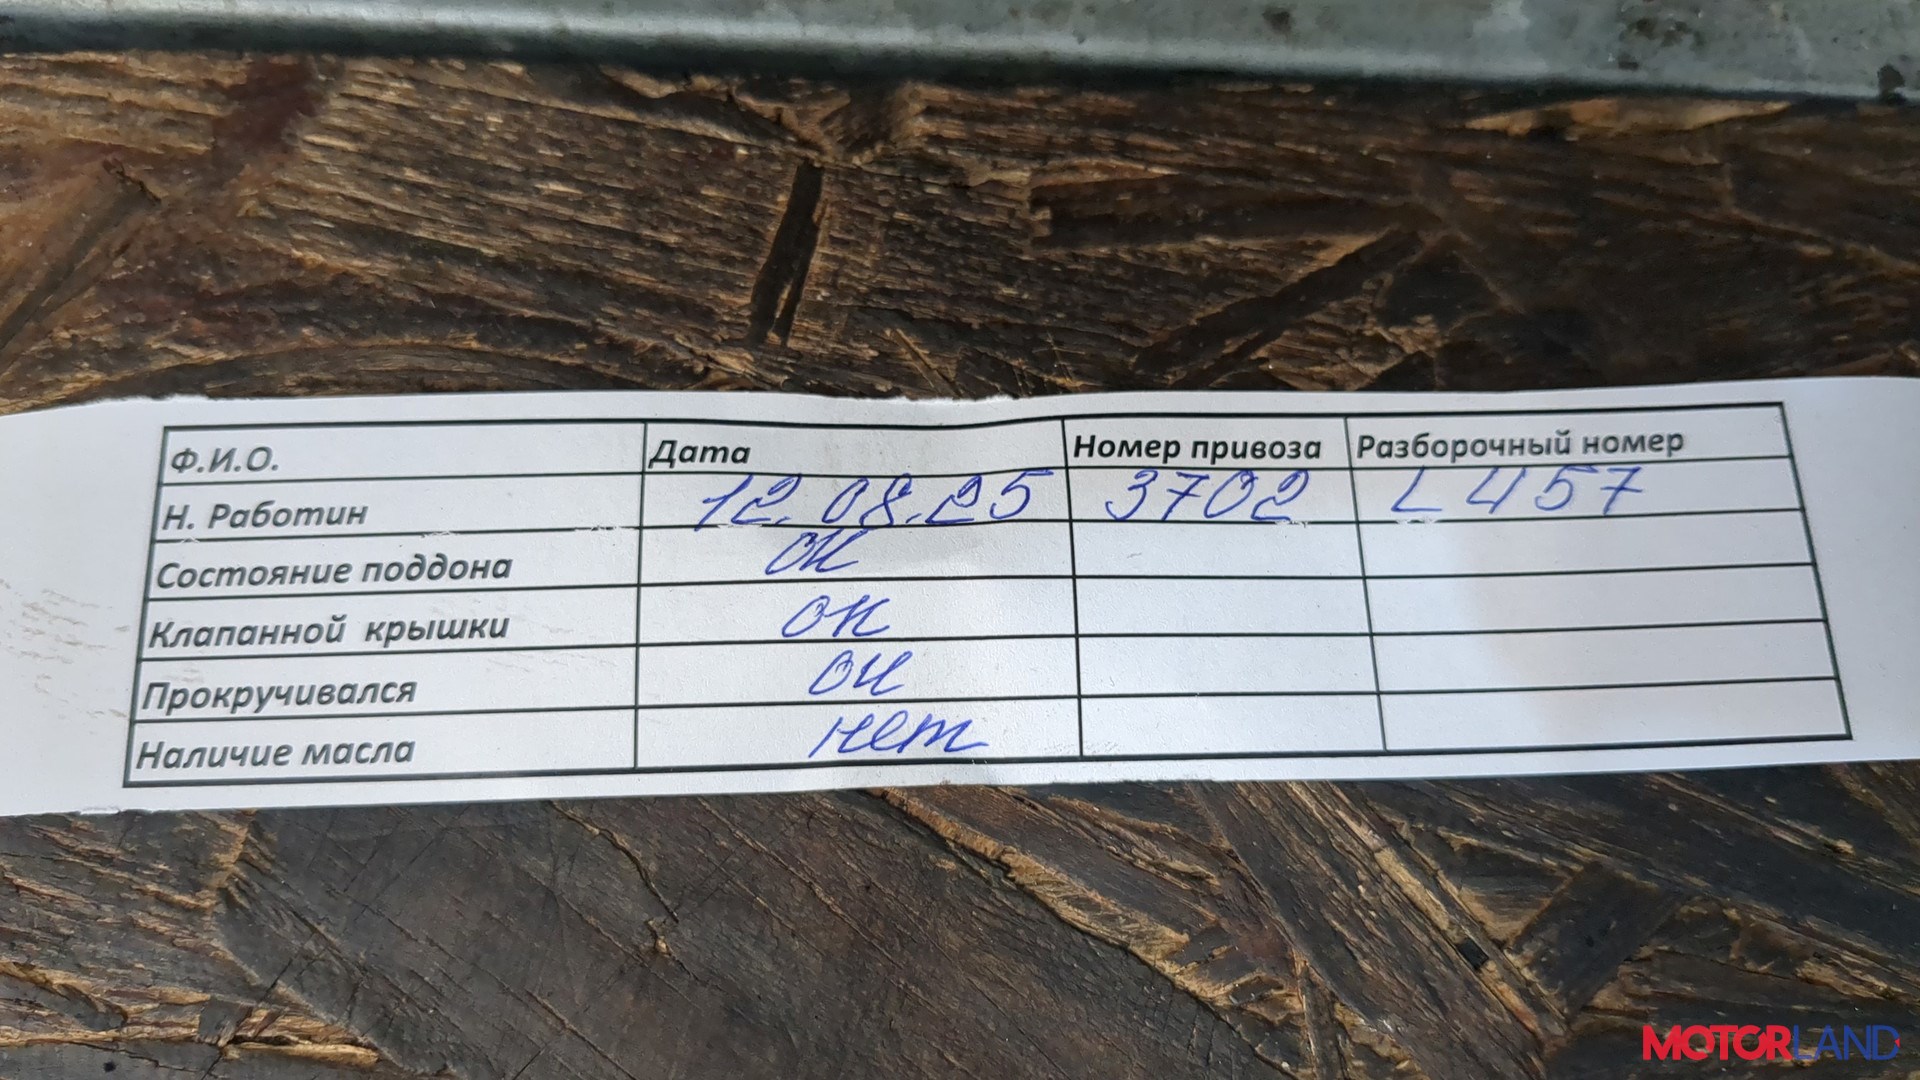 Ф.И.О. Дата Номер привоза Разборочный номер
Н. Работин 12.08.25 3702 L457
Состояние поддона ок
Клапанной крышки ок
Прокручивался ок
Наличие масла нет
MOTORLAND